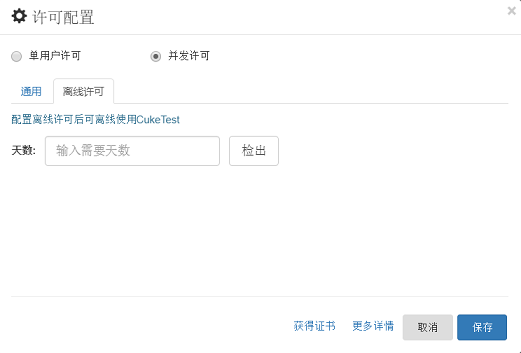 许可配置 ×
单用户许可 并发许可
通用 离线许可
配置离线许可后可离线使用CukeTest
天数: 输入需要天数 检出
获得证书 更多详情 取消 保存